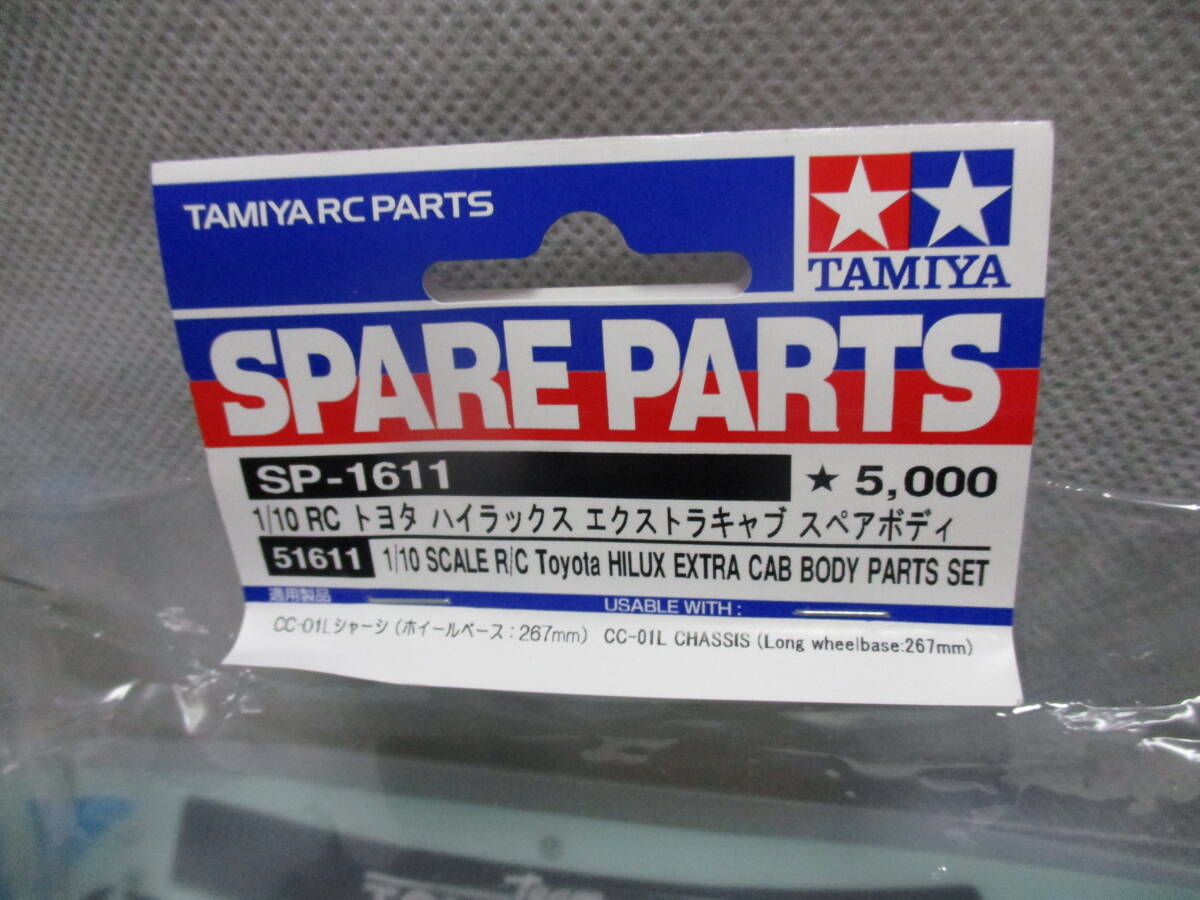 TAMIYA RC PARTS
TAMIYA
SPARE PARTS
SP-1611 ★ 5,000
1/10 RC トヨタ ハイラックス エクストラキャブ スペアボディ
51611 1/10 SCALE R/C Toyota HILUX EXTRA CAB BODY PARTS SET
適用製品 USABLE WITH :
CC-01Lシャーシ (ホイールベース : 267mm) CC-01L CHASSIS (Long wheelbase:267mm)